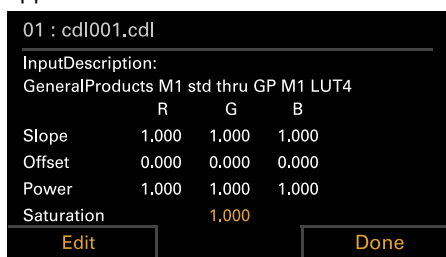 01 : cdl001.cdl
InputDescription:
GeneralProducts M1 std thru GP M1 LUT4
R G B
Slope 1.000 1.000 1.000
Offset 0.000 0.000 0.000
Power 1.000 1.000 1.000
Saturation 1.000
Edit Done